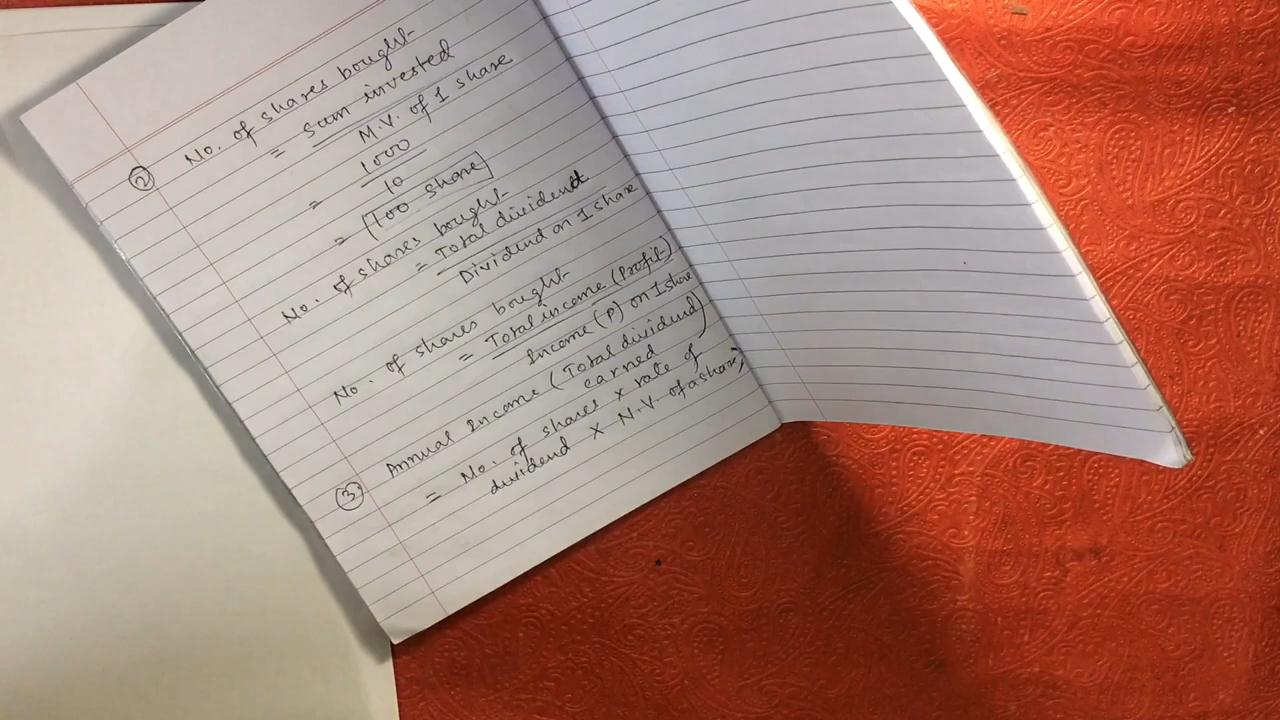 ② No. of shares bought
= Sum invested
M.V. of 1 share
= 1000
10
= 100 share
No. of shares bought
= Total dividend
Dividend on 1 share
No. of shares bought
= Total income (Profit)
Income (P) on 1 share
③ Annual Income (Total dividend)
earned
= No. of shares × rate of
dividend × N.V. of a share